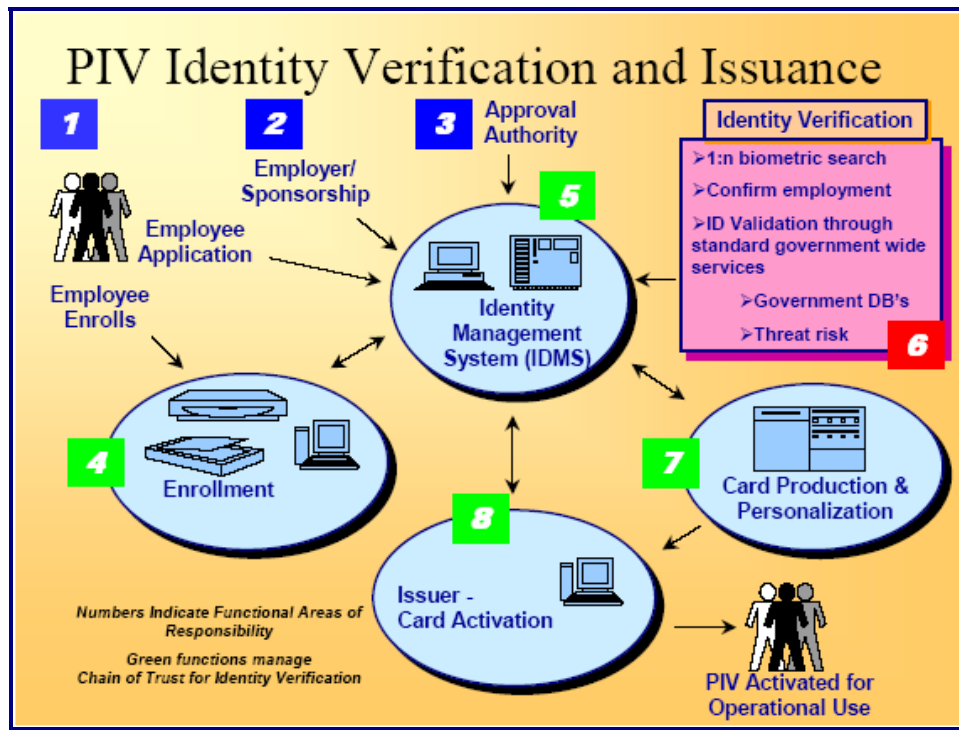 PIV Identity Verification and Issuance
1
2
3
Approval
Authority
Identity Verification
➢1:n biometric search
➢Confirm employment
➢ID Validation through
standard government wide
services
➢Government DB's
➢Threat risk
6
Employer/
Sponsorship
5
Employee
Application
Employee
Enrolls
Identity
Management
System (IDMS)
4
Enrollment
7
Card Production &
Personalization
8
Issuer -
Card Activation
Numbers Indicate Functional Areas of
Responsibility
Green functions manage
Chain of Trust for Identity Verification
PIV Activated for
Operational Use